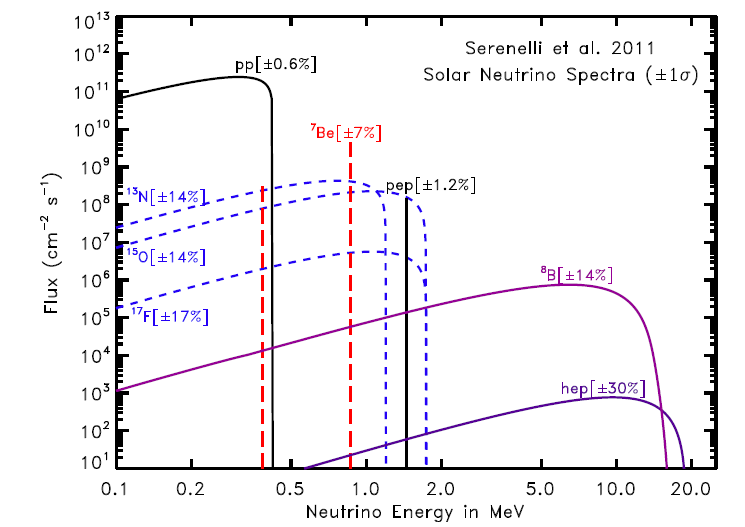 Serenelli et al. 2011
Solar Neutrino Spectra (±1σ)
pp[±0.6%]
⁷Be[±7%]
pep[±1.2%]
¹³N[±14%]
¹⁵O[±14%]
¹⁷F[±17%]
⁸B[±14%]
hep[±30%]
Flux (cm⁻² s⁻¹)
10¹³
10¹²
10¹¹
10¹⁰
10⁹
10⁸
10⁷
10⁶
10⁵
10⁴
10³
10²
10¹
0.1 0.2 0.5 1.0 2.0 5.0 10.0 20.0
Neutrino Energy in MeV